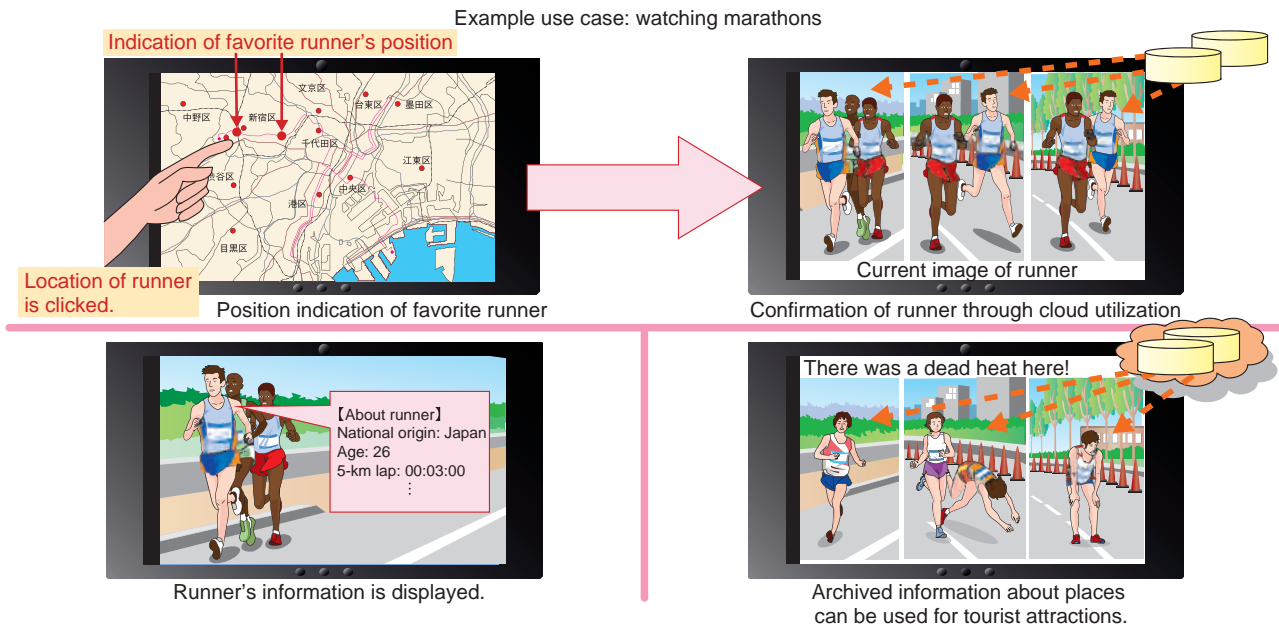 Example use case: watching marathons
Indication of favorite runner's position
文京区
台東区
墨田区
中野区
新宿区
千代田区
江東区
渋谷区
中央区
港区
目黒区
Location of runner
is clicked.
Position indication of favorite runner
Current image of runner
Confirmation of runner through cloud utilization
【About runner】
National origin: Japan
Age: 26
5-km lap: 00:03:00
⋮
Runner's information is displayed.
There was a dead heat here!
Archived information about places
can be used for tourist attractions.